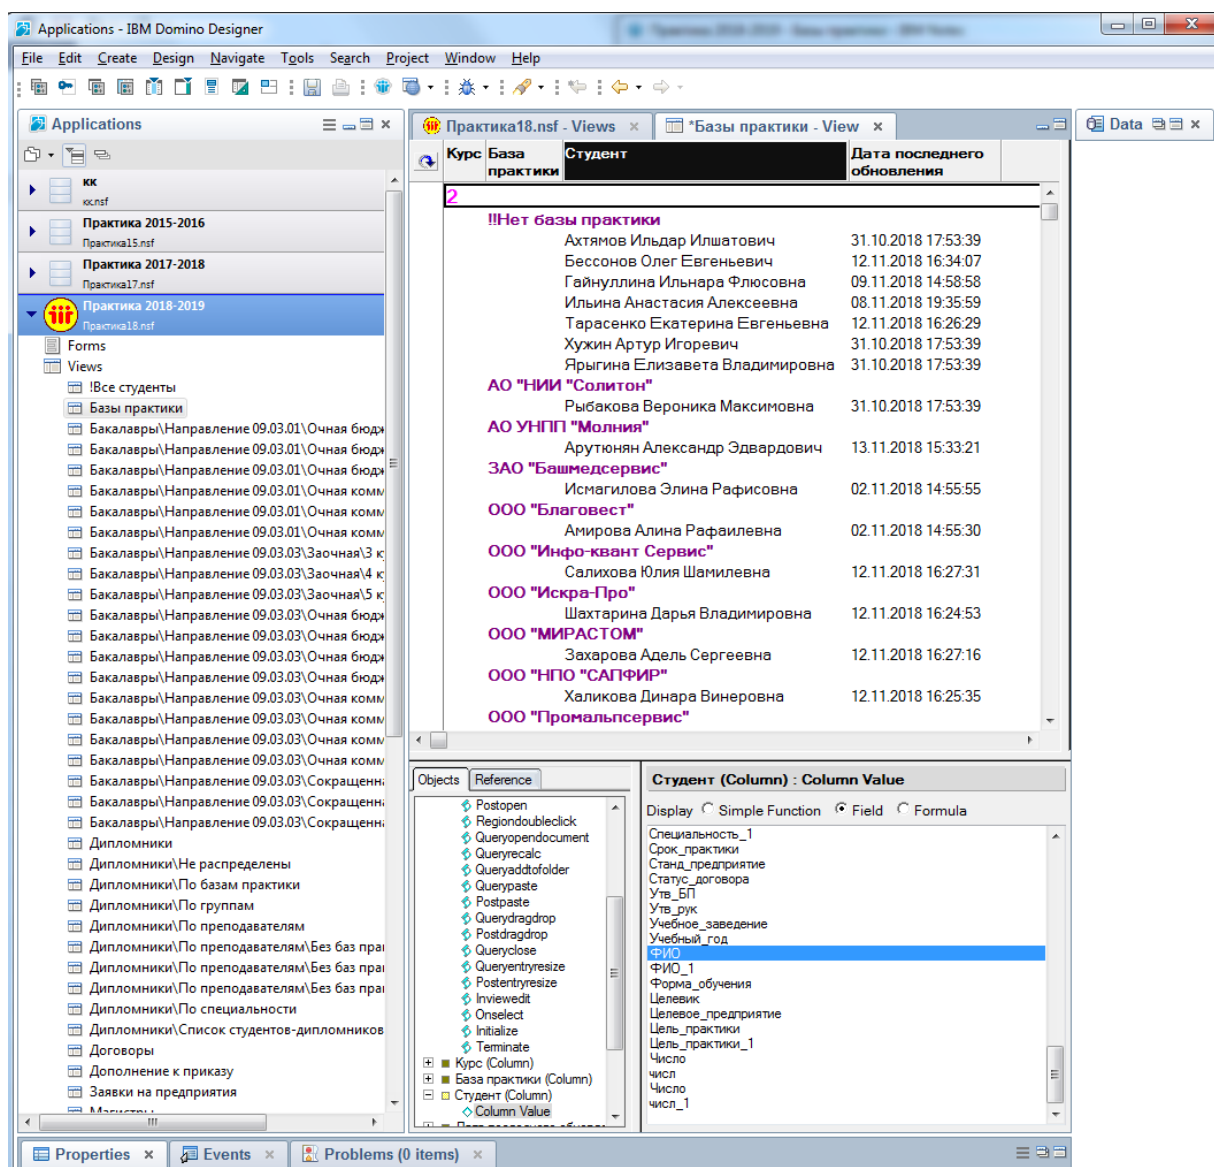 Applications - IBM Domino Designer
File Edit Create Design Navigate Tools Search Project Window Help
Applications
кк
кк.nsf
Практика 2015-2016
Практика15.nsf
Практика 2017-2018
Практика17.nsf
Практика 2018-2019
Практика18.nsf
Forms
Views
!Все студенты
Базы практики
Бакалавры\Направление 09.03.01\Очная бюдж
Бакалавры\Направление 09.03.01\Очная бюдж
Бакалавры\Направление 09.03.01\Очная бюдж
Бакалавры\Направление 09.03.01\Очная комм
Бакалавры\Направление 09.03.01\Очная комм
Бакалавры\Направление 09.03.01\Очная комм
Бакалавры\Направление 09.03.03\Заочная\3 к
Бакалавры\Направление 09.03.03\Заочная\4 к
Бакалавры\Направление 09.03.03\Заочная\5 к
Бакалавры\Направление 09.03.03\Очная бюдж
Бакалавры\Направление 09.03.03\Очная бюдж
Бакалавры\Направление 09.03.03\Очная бюдж
Бакалавры\Направление 09.03.03\Очная бюдж
Бакалавры\Направление 09.03.03\Очная комм
Бакалавры\Направление 09.03.03\Очная комм
Бакалавры\Направление 09.03.03\Очная комм
Бакалавры\Направление 09.03.03\Очная комм
Бакалавры\Направление 09.03.03\Сокращенн
Бакалавры\Направление 09.03.03\Сокращенн
Бакалавры\Направление 09.03.03\Сокращенн
Дипломники
Дипломники\Не распределены
Дипломники\По базам практики
Дипломники\По группам
Дипломники\По преподавателям
Дипломники\По преподавателям\Без баз пра
Дипломники\По преподавателям\Без баз пра
Дипломники\По преподавателям\Без баз пра
Дипломники\По специальности
Дипломники\Список студентов-дипломников
Договоры
Дополнение к приказу
Заявки на предприятия
Магистры
Практика18.nsf - Views
*Базы практики - View
Курс База практики Студент Дата последнего обновления
2
!!Нет базы практики
Ахтямов Ильдар Илшатович 31.10.2018 17:53:39
Бессонов Олег Евгеньевич 12.11.2018 16:34:07
Гайнуллина Ильнара Флюсовна 09.11.2018 14:58:58
Ильина Анастасия Алексеевна 08.11.2018 19:35:59
Тарасенко Екатерина Евгеньевна 12.11.2018 16:26:29
Хужин Артур Игоревич 31.10.2018 17:53:39
Ярыгина Елизавета Владимировна 31.10.2018 17:53:39
АО "НИИ "Солитон"
Рыбакова Вероника Максимовна 31.10.2018 17:53:39
АО УНПП "Молния"
Арутюнян Александр Эдвардович 13.11.2018 15:33:21
ЗАО "Башмедсервис"
Исмагилова Элина Рафисовна 02.11.2018 14:55:55
ООО "Благовест"
Амирова Алина Рафаилевна 02.11.2018 14:55:30
ООО "Инфо-квант Сервис"
Салихова Юлия Шамилевна 12.11.2018 16:27:31
ООО "Искра-Про"
Шахтарина Дарья Владимировна 12.11.2018 16:24:53
ООО "МИРАСТОМ"
Захарова Адель Сергеевна 12.11.2018 16:27:16
ООО "НПО "САПФИР"
Халикова Динара Винеровна 12.11.2018 16:25:35
ООО "Промальпсервис"
Data
Objects Reference
Postopen
Regiondoubleclick
Queryopendocument
Queryrecalc
Queryaddtofolder
Querypaste
Postpaste
Querydragdrop
Postdragdrop
Queryclose
Queryentryresize
Postentryresize
Inviewedit
Onselect
Initialize
Terminate
Курс (Column)
База практики (Column)
Студент (Column)
Column Value
Студент (Column) : Column Value
Display Simple Function Field Formula
Специальность_1
Срок_практики
Станд_предприятие
Статус_договора
Утв_БП
Утв_рук
Учебное_заведение
Учебный_год
ФИО
ФИО_1
Форма_обучения
Целевик
Целевое_предприятие
Цель_практики
Цель_практики_1
Число
числ
Число
числ_1
Properties Events Problems (0 items)